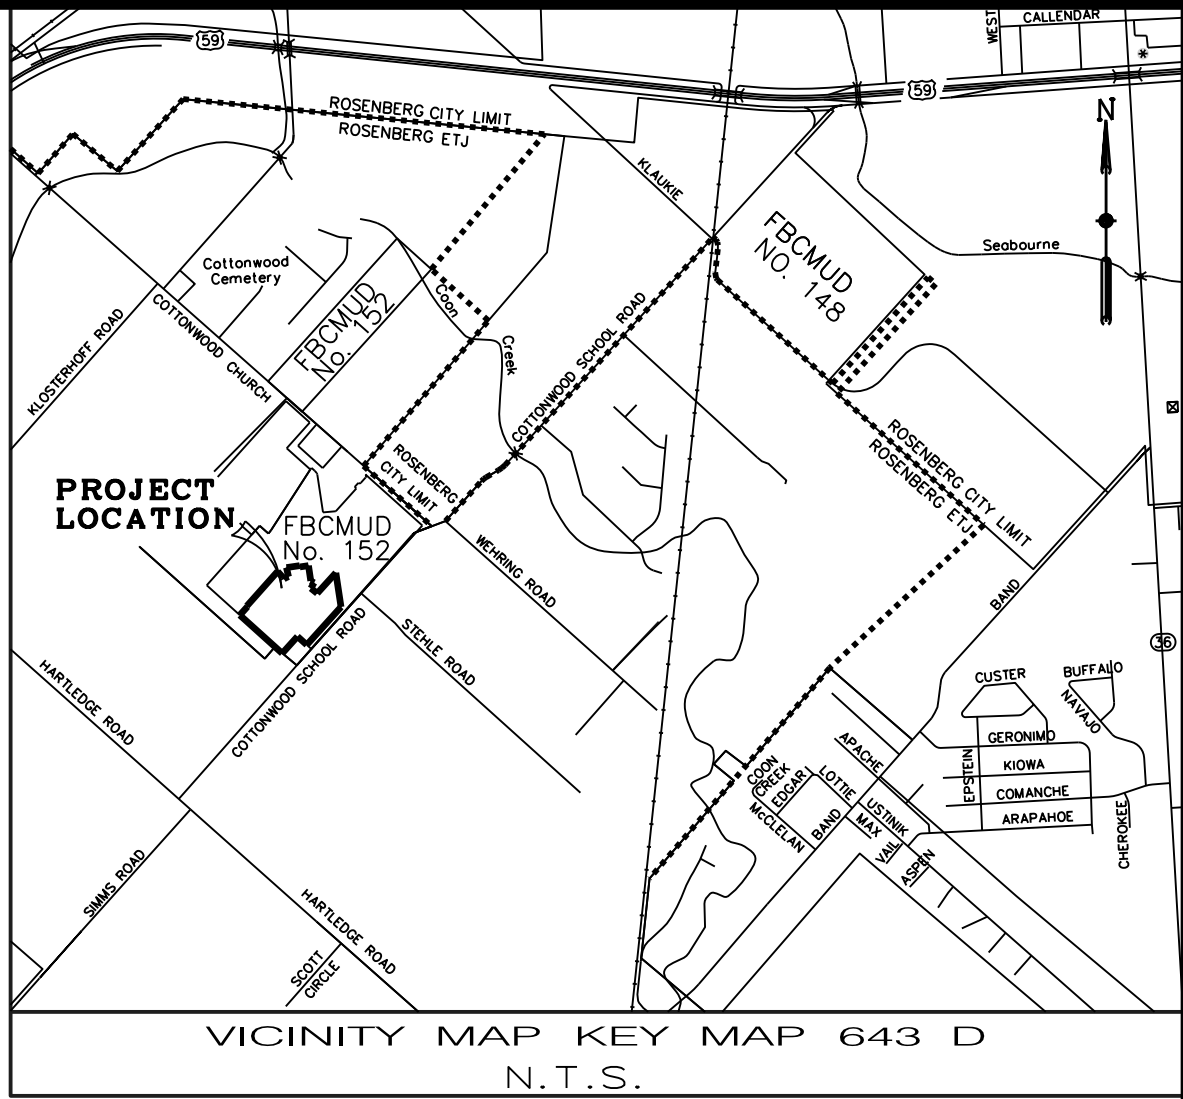 59
WEST
CALLENDAR
59
ROSENBERG CITY LIMIT
ROSENBERG ETJ
N
KLAUKIE
FBCMUD
NO. 148
Seabourne
Cottonwood
Cemetery
Coon
Creek
FBCMUD
No. 152
KLOSTERHOFF ROAD
COTTONWOOD CHURCH
COTTONWOOD SCHOOL ROAD
ROSENBERG
CITY LIMIT
ROSENBERG CITY LIMIT
ROSENBERG ETJ
PROJECT
LOCATION
FBCMUD
No. 152
WEHRING ROAD
BAND
36
STEHLE ROAD
COTTONWOOD SCHOOL ROAD
HARTLEDGE ROAD
CUSTER
BUFFALO
NAVAJO
GERONIMO
EPSTEIN
KIOWA
COMANCHE
ARAPAHOE
CHEROKEE
APACHE
COON
CREEK
EDGAR
LOTTIE
McCLELAN
BAND
USTINIK
MAX
VAIL
ASPEN
SIMMS ROAD
HARTLEDGE ROAD
SCOTT
CIRCLE
VICINITY MAP KEY MAP 643 D
N.T.S.